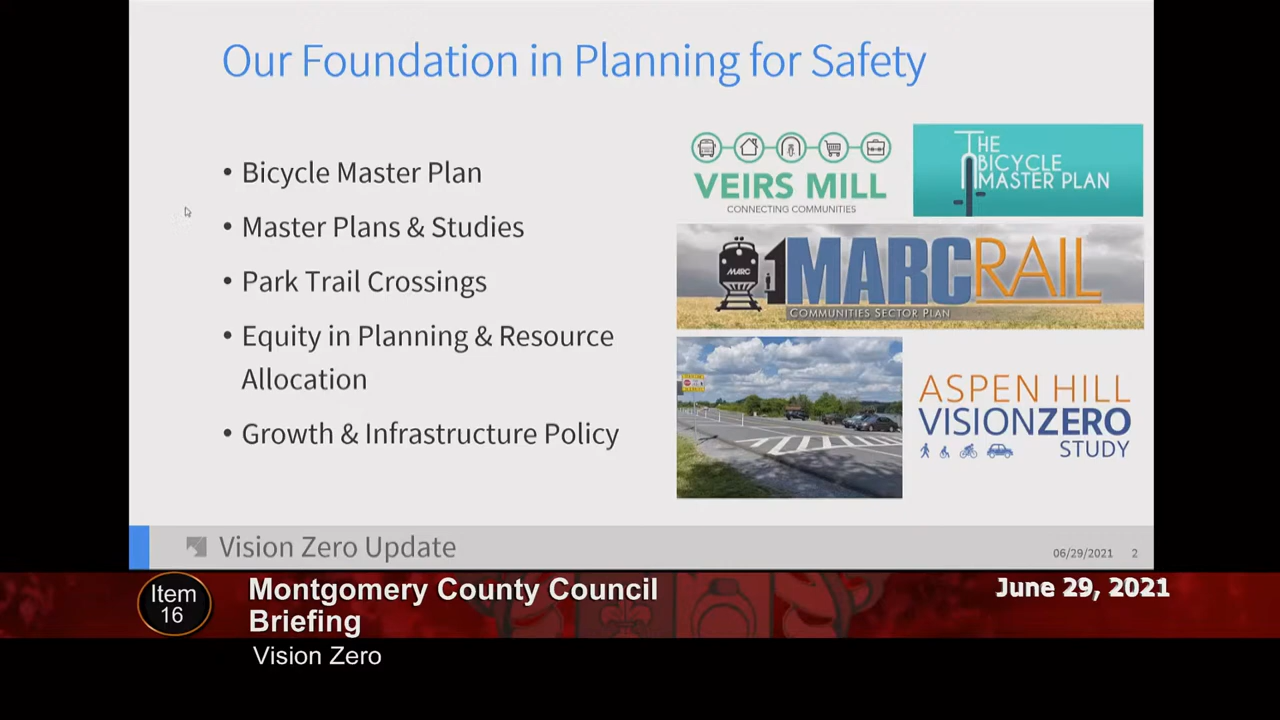 Our Foundation in Planning for Safety
• Bicycle Master Plan
• Master Plans & Studies
• Park Trail Crossings
• Equity in Planning & Resource
Allocation
• Growth & Infrastructure Policy
VEIRS MILL
CONNECTING COMMUNITIES
THE
BICYCLE
MASTER PLAN
MARC
MARC RAIL
COMMUNITIES SECTOR PLAN
ASPEN HILL
VISIONZERO
STUDY
Vision Zero Update
06/29/2021 2
Item
16
Montgomery County Council
Briefing
June 29, 2021
Vision Zero